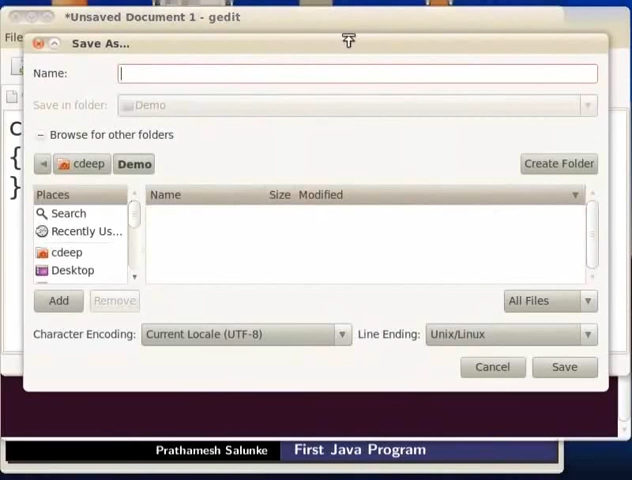 *Unsaved Document 1 - gedit
File
Save As...
Name:
Save in folder: Demo
Browse for other folders
cdeep Demo Create Folder
Places Name Size Modified
Search
Recently Us...
cdeep
Desktop
Add Remove All Files
Character Encoding: Current Locale (UTF-8) Line Ending: Unix/Linux
Cancel Save
c
{
}
Prathamesh Salunke First Java Program